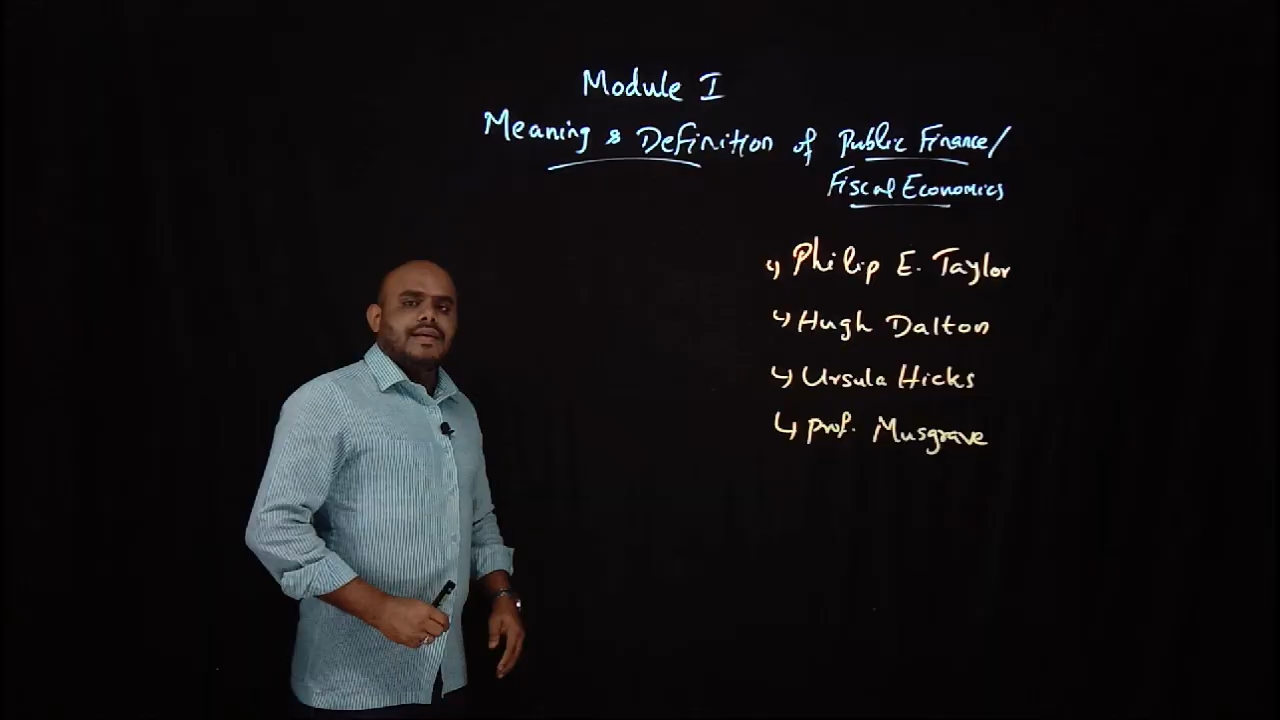 Module I
Meaning & Definition of Public Finance/
Fiscal Economics
↳ Philip E. Taylor
↳ Hugh Dalton
↳ Ursula Hicks
↳ Prof. Musgrave